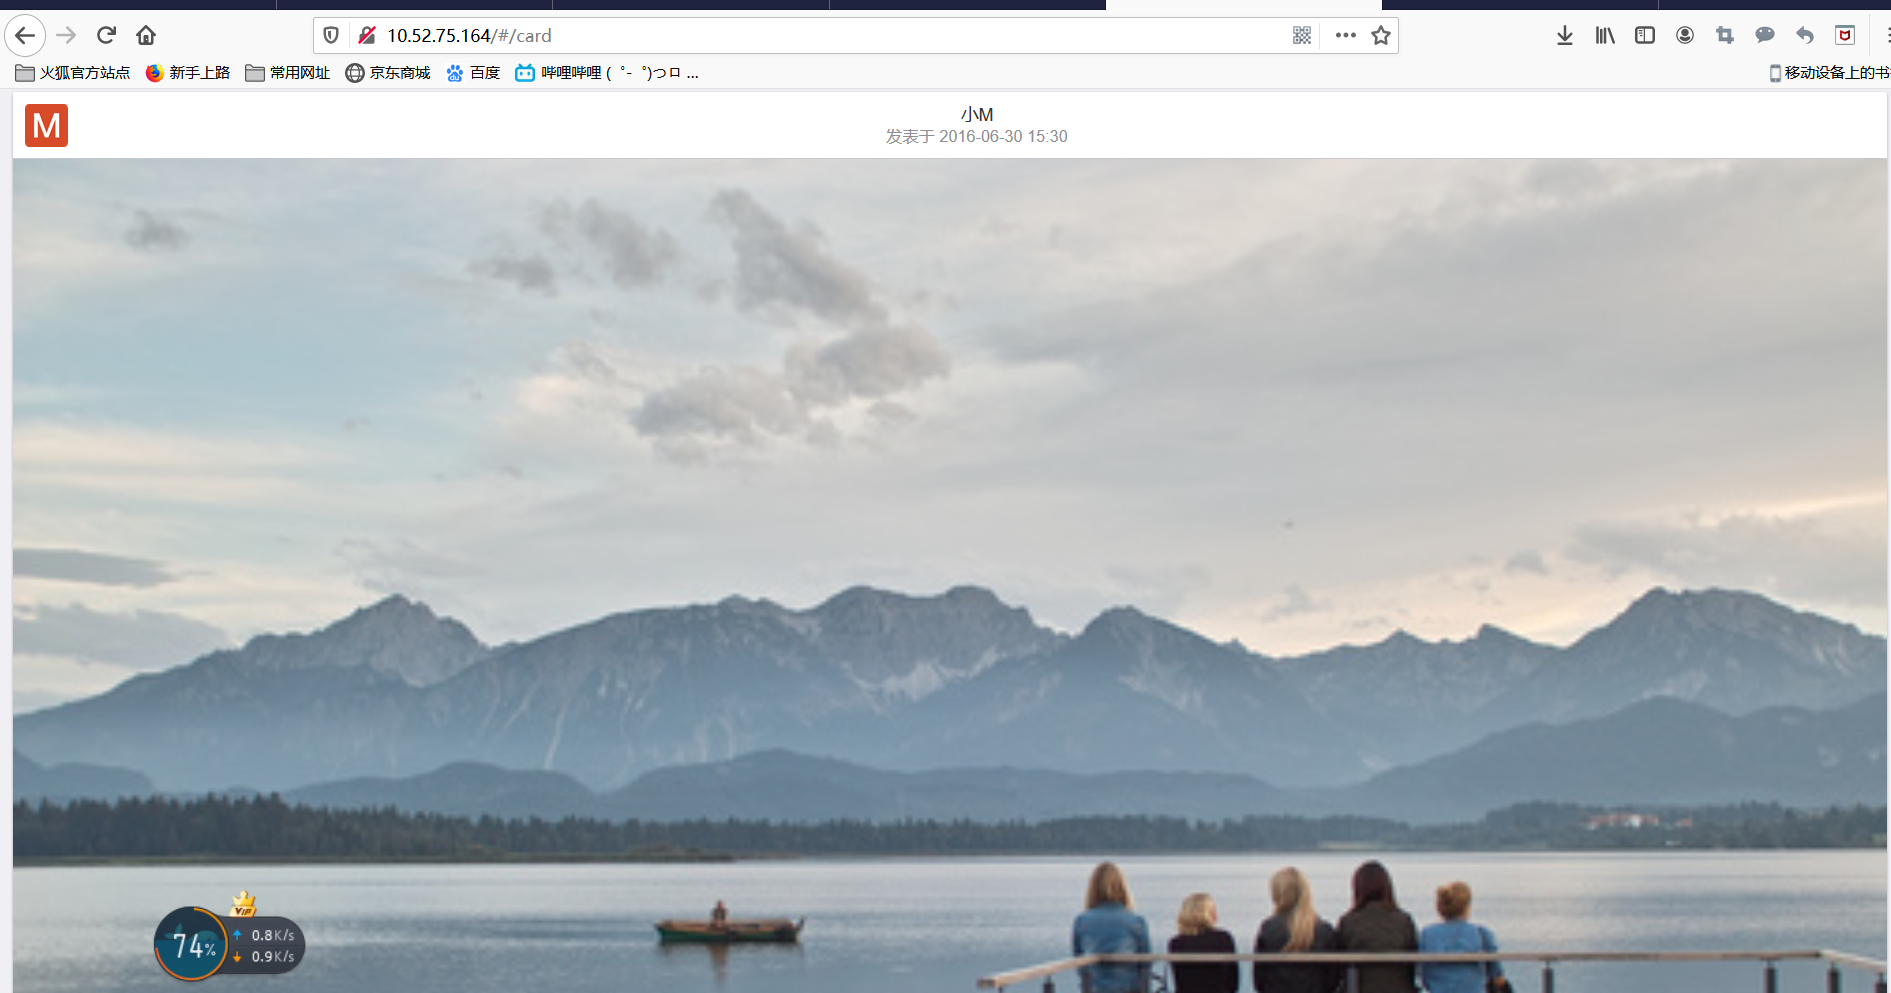 10.52.75.164/#/card
火狐官方站点 新手上路 常用网址 京东商城 百度 哔哩哔哩 ( ゜- ゜)つロ ... 移动设备上的书
M
小M
发表于 2016-06-30 15:30
VIP
74%
0.8K/s
0.9K/s